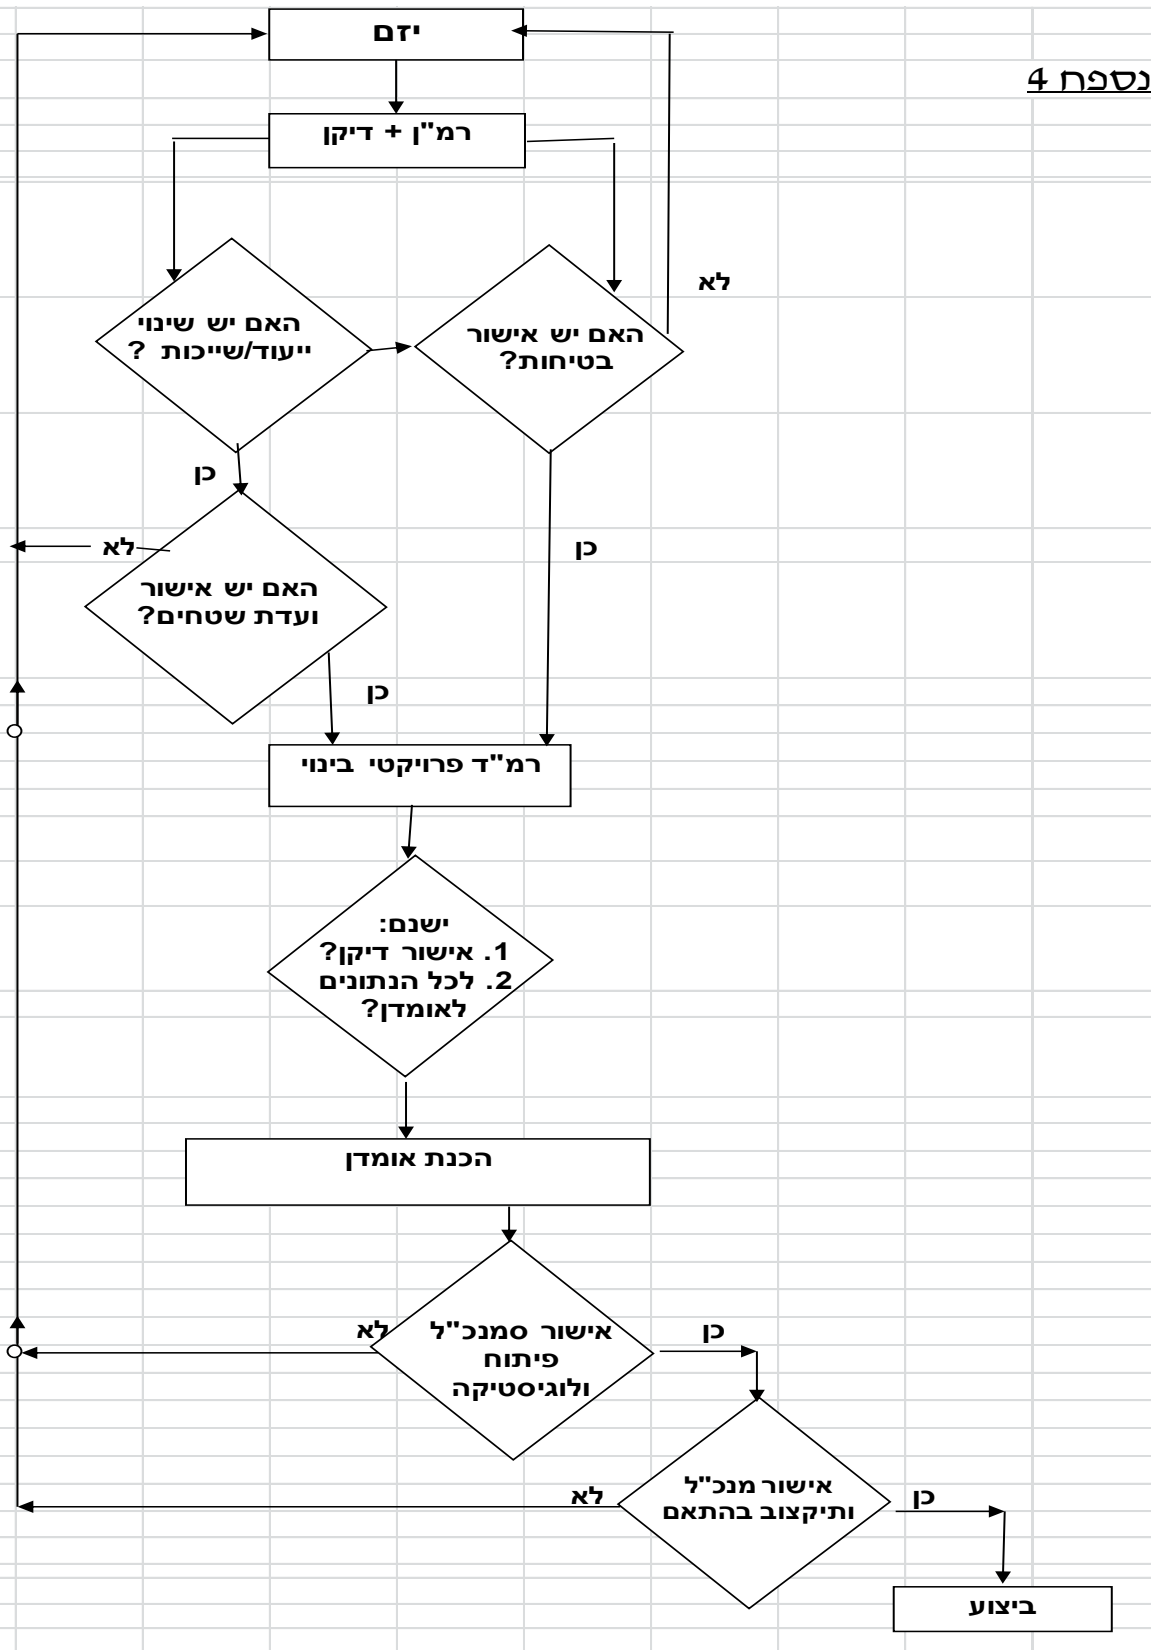 נספח 4
יזם
רמ"ן + דיקן
לא
האם יש אישור
בטיחות?
האם יש שינוי
ייעוד/שייכות ?
כן
לא
כן
האם יש אישור
ועדת שטחים?
כן
רמ"ד פרויקטי בינוי
ישנם:
1. אישור דיקן?
2. לכל הנתונים
לאומדן?
הכנת אומדן
כן
אישור סמנכ"ל
פיתוח
ולוגיסטיקה
לא
אישור מנכ"ל
ותיקצוב בהתאם
כן
לא
ביצוע